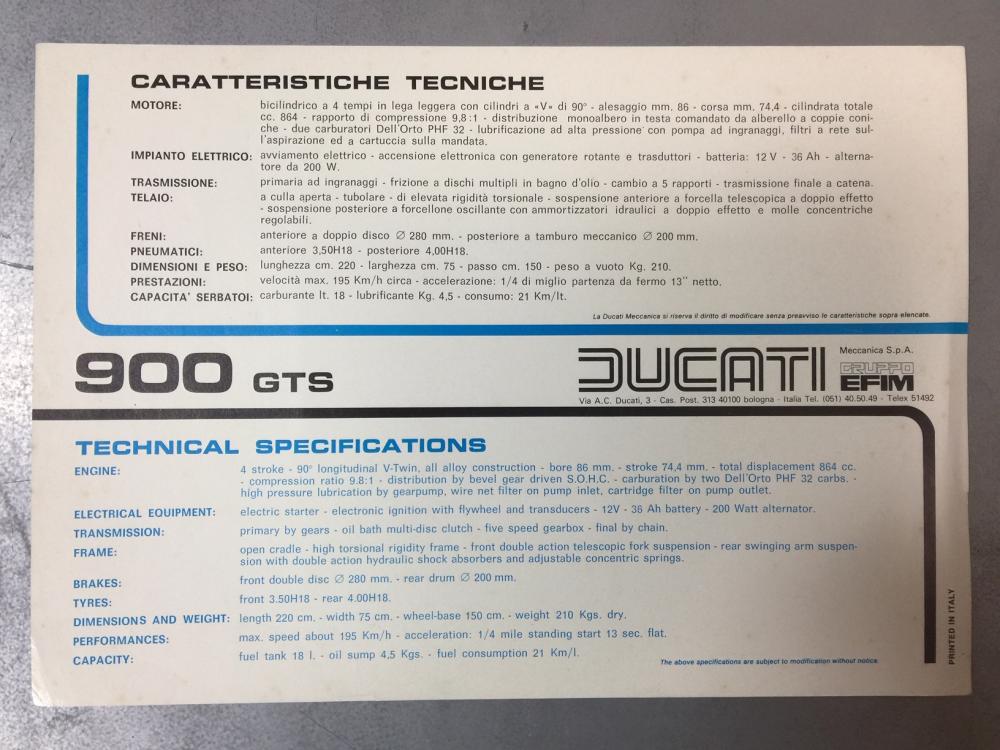 CARATTERISTICHE TECNICHE
MOTORE: bicilindrico a 4 tempi in lega leggera con cilindri a «V» di 90° - alesaggio mm. 86 - corsa mm. 74,4 - cilindrata totale
cc. 864 - rapporto di compressione 9,8:1 - distribuzione monoalbero in testa comandato da alberello a coppie coni-
che - due carburatori Dell'Orto PHF 32 - lubrificazione ad alta pressione con pompa ad ingranaggi, filtri a rete sul-
l'aspirazione ed a cartuccia sulla mandata.
IMPIANTO ELETTRICO: avviamento elettrico - accensione elettronica con generatore rotante e trasduttori - batteria: 12 V - 36 Ah - alterna-
tore da 200 W.
TRASMISSIONE: primaria ad ingranaggi - frizione a dischi multipli in bagno d'olio - cambio a 5 rapporti - trasmissione finale a catena.
TELAIO: a culla aperta - tubolare - di elevata rigidità torsionale - sospensione anteriore a forcella telescopica a doppio effetto
- sospensione posteriore a forcellone oscillante con ammortizzatori idraulici a doppio effetto e molle concentriche
regolabili.
FRENI: anteriore a doppio disco ∅ 280 mm. - posteriore a tamburo meccanico ∅ 200 mm.
PNEUMATICI: anteriore 3,50H18 - posteriore 4,00H18.
DIMENSIONI E PESO: lunghezza cm. 220 - larghezza cm. 75 - passo cm. 150 - peso a vuoto Kg. 210.
PRESTAZIONI: velocità max. 195 Km/h circa - accelerazione: 1/4 di miglio partenza da fermo 13'' netto.
CAPACITA' SERBATOI: carburante lt. 18 - lubrificante Kg. 4,5 - consumo: 21 Km/lt.
La Ducati Meccanica si riserva il diritto di modificare senza preavviso le caratteristiche sopra elencate.
900 GTS
DUCATI Meccanica S.p.A.
GRUPPO
EFIM
Via A.C. Ducati, 3 - Cas. Post. 313 40100 bologna - Italia Tel. (051) 40.50.49 - Telex 51492
TECHNICAL SPECIFICATIONS
ENGINE: 4 stroke - 90° longitudinal V-Twin, all alloy construction - bore 86 mm. - stroke 74,4 mm. - total displacement 864 cc.
- compression ratio 9.8:1 - distribution by bevel gear driven S.O.H.C. - carburation by two Dell'Orto PHF 32 carbs. -
high pressure lubrication by gearpump, wire net filter on pump inlet, cartridge filter on pump outlet.
ELECTRICAL EQUIPMENT: electric starter - electronic ignition with flywheel and transducers - 12V - 36 Ah battery - 200 Watt alternator.
TRANSMISSION: primary by gears - oil bath multi-disc clutch - five speed gearbox - final by chain.
FRAME: open cradle - high torsional rigidity frame - front double action telescopic fork suspension - rear swinging arm suspen-
sion with double action hydraulic shock absorbers and adjustable concentric springs.
BRAKES: front double disc ∅ 280 mm. - rear drum ∅ 200 mm.
TYRES: front 3.50H18 - rear 4.00H18.
DIMENSIONS AND WEIGHT: length 220 cm. - width 75 cm. - wheel-base 150 cm. - weight 210 Kgs. dry.
PERFORMANCES: max. speed about 195 Km/h - acceleration: 1/4 mile standing start 13 sec. flat.
CAPACITY: fuel tank 18 l. - oil sump 4,5 Kgs. - fuel consumption 21 Km/l.
The above specifications are subject to modification without notice.
PRINTED IN ITALY